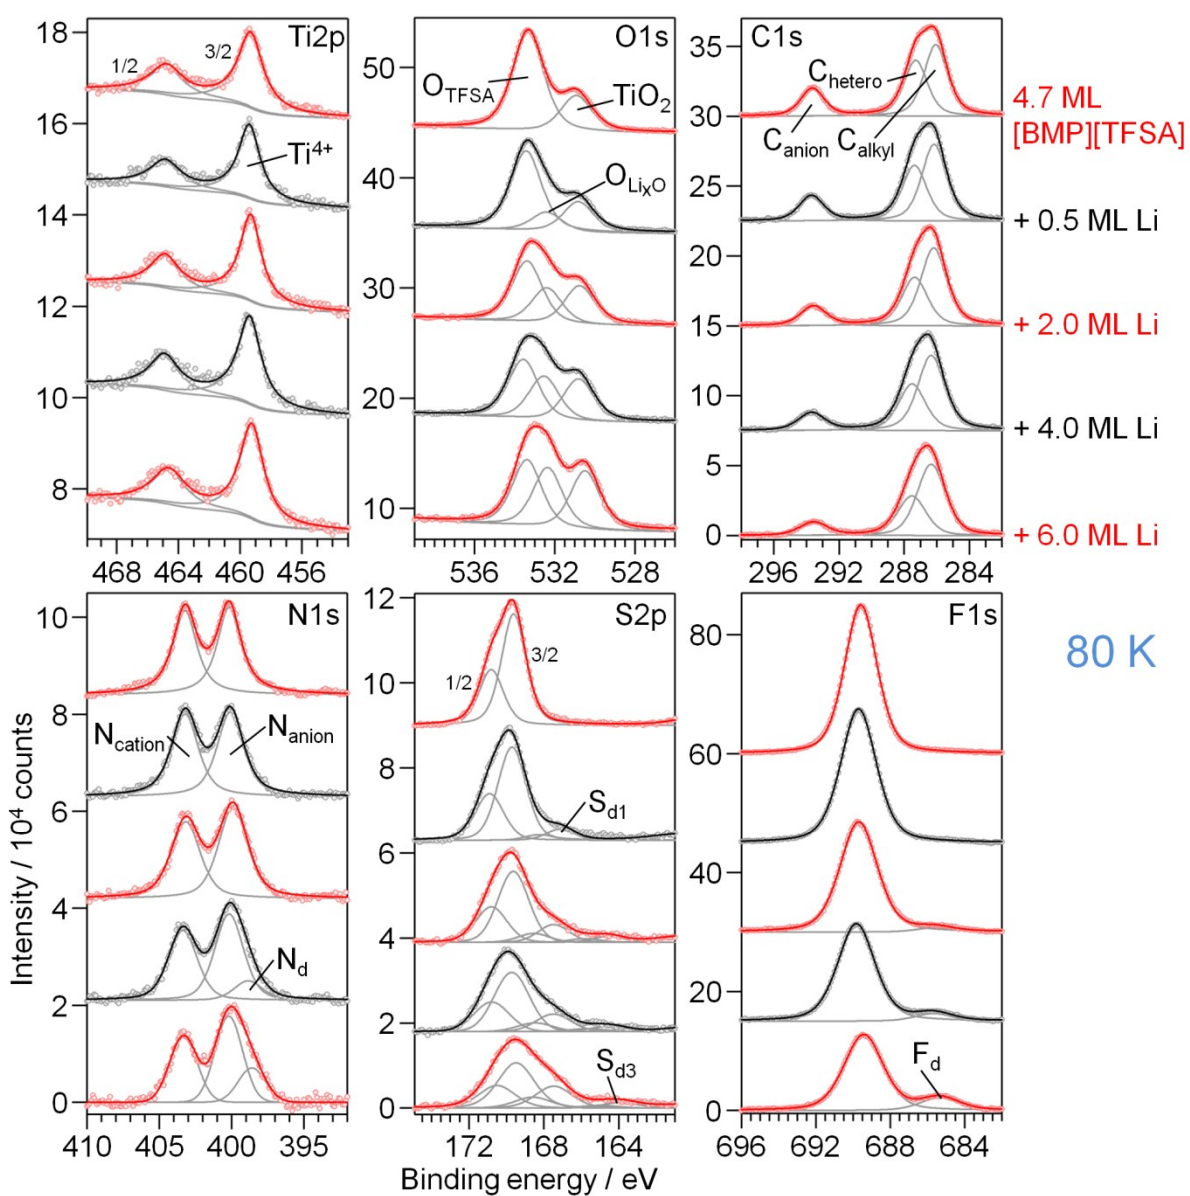 18
16
14
12
10
8
1/2
3/2
Ti2p
Ti4+
468 464 460 456
50
40
30
20
10
O1s
OTFSA
TiO2
OLixO
536 532 528
35
30
25
20
15
10
5
0
C1s
Chetero
Canion
Calkyl
296 292 288 284
4.7 ML
[BMP][TFSA]
+ 0.5 ML Li
+ 2.0 ML Li
+ 4.0 ML Li
+ 6.0 ML Li
80 K
Intensity / 104 counts
10
8
6
4
2
0
N1s
Ncation
Nanion
Nd
410 405 400 395
12
10
8
6
4
2
0
S2p
1/2
3/2
Sd1
Sd3
172 168 164
80
60
40
20
0
F1s
Fd
696 692 688 684
Binding energy / eV